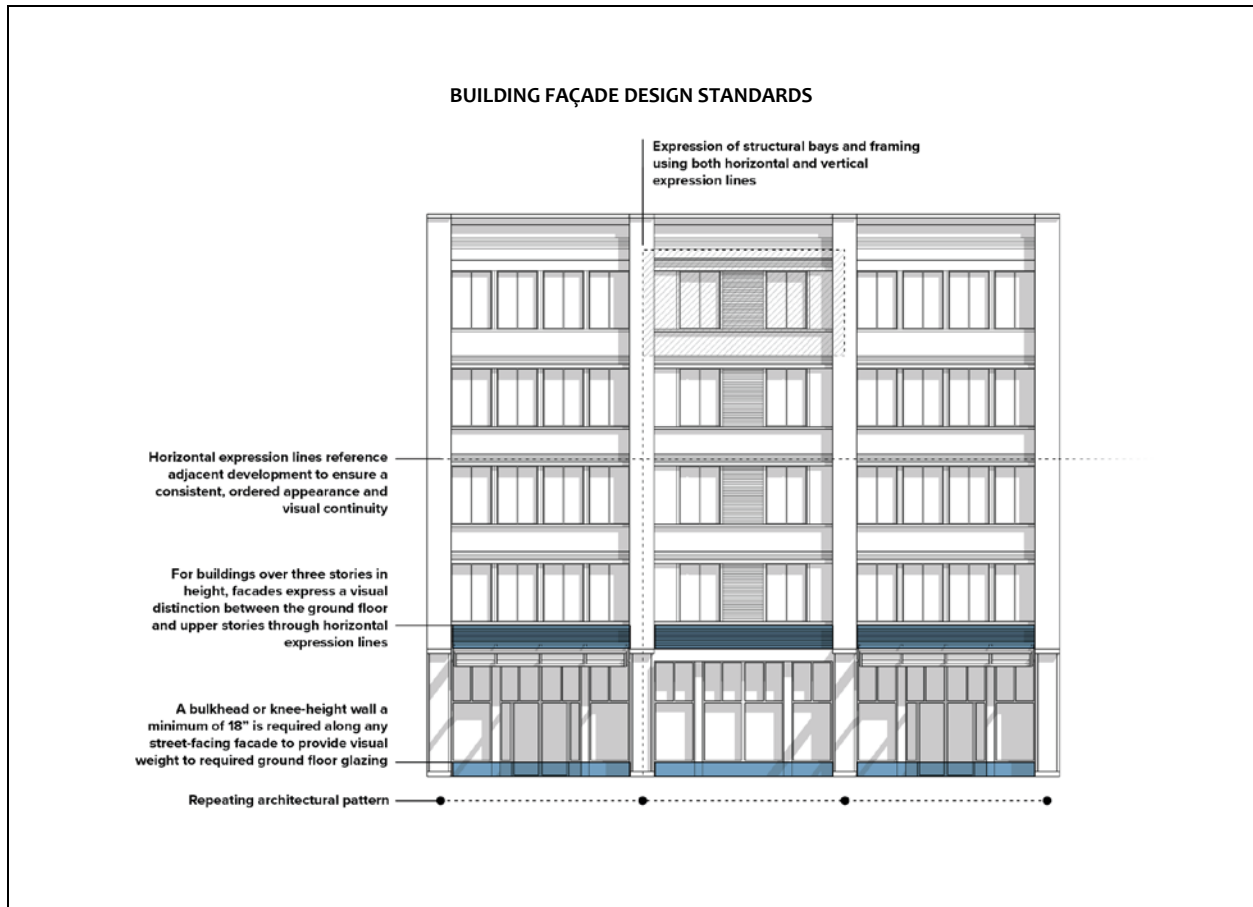 BUILDING FAÇADE DESIGN STANDARDS
Expression of structural bays and framing
using both horizontal and vertical
expression lines
Horizontal expression lines reference
adjacent development to ensure a
consistent, ordered appearance and
visual continuity
For buildings over three stories in
height, facades express a visual
distinction between the ground floor
and upper stories through horizontal
expression lines
A bulkhead or knee-height wall a
minimum of 18" is required along any
street-facing facade to provide visual
weight to required ground floor glazing
Repeating architectural pattern